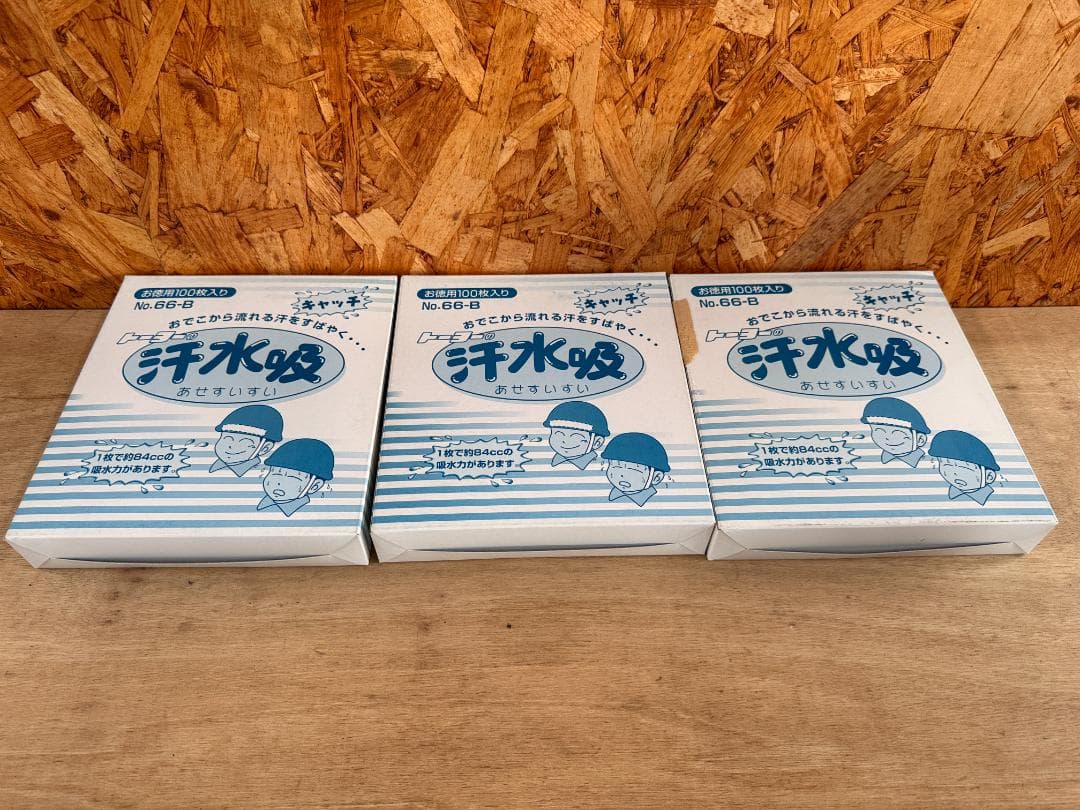 お徳用100枚入り
No.66-B
キャッチ
おでこから流れる汗をすばやく・・・
トーヨーの
汗水吸
あせすいすい
1枚で約84ccの
吸水力があります。
お徳用100枚入り
No.66-B
キャッチ
おでこから流れる汗をすばやく・・・
トーヨーの
汗水吸
あせすいすい
1枚で約84ccの
吸水力があります。
お徳用100枚入り
No.66-B
キャッチ
おでこから流れる汗をすばやく・・・
トーヨーの
汗水吸
あせすいすい
1枚で約84ccの
吸水力があります。